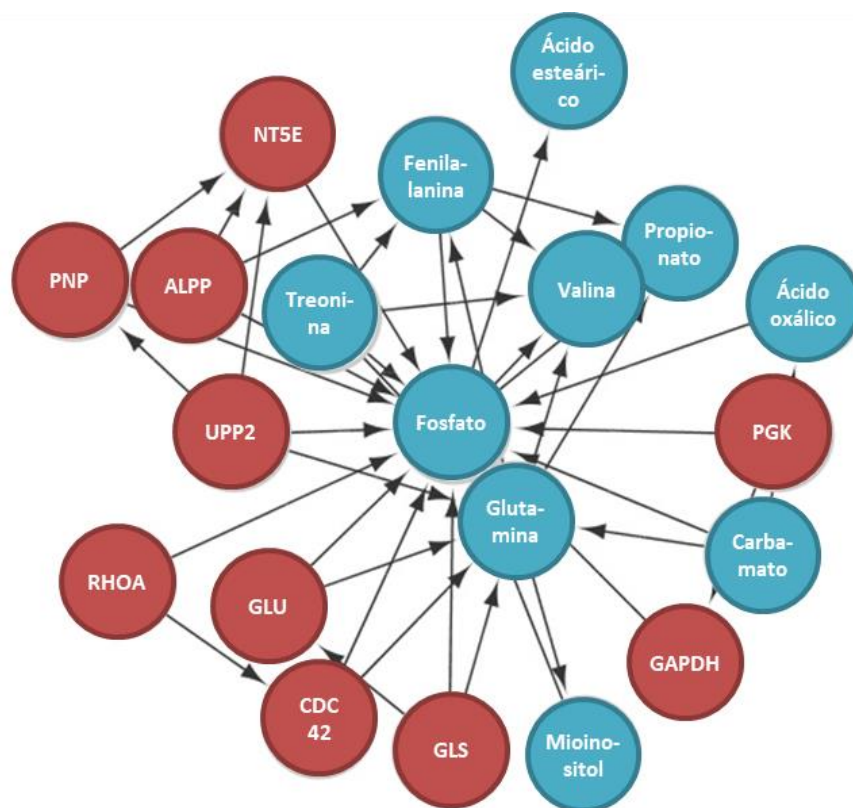 Ácido
esteári-
co
NT5E
Fenila-
lanina
Propio-
nato
PNP
ALPP
Treoni-
na
Valina
Ácido
oxálico
UPP2
Fosfato
PGK
Gluta-
mina
Carba-
mato
RHOA
GLU
GAPDH
CDC
42
GLS
Mioino-
sitol